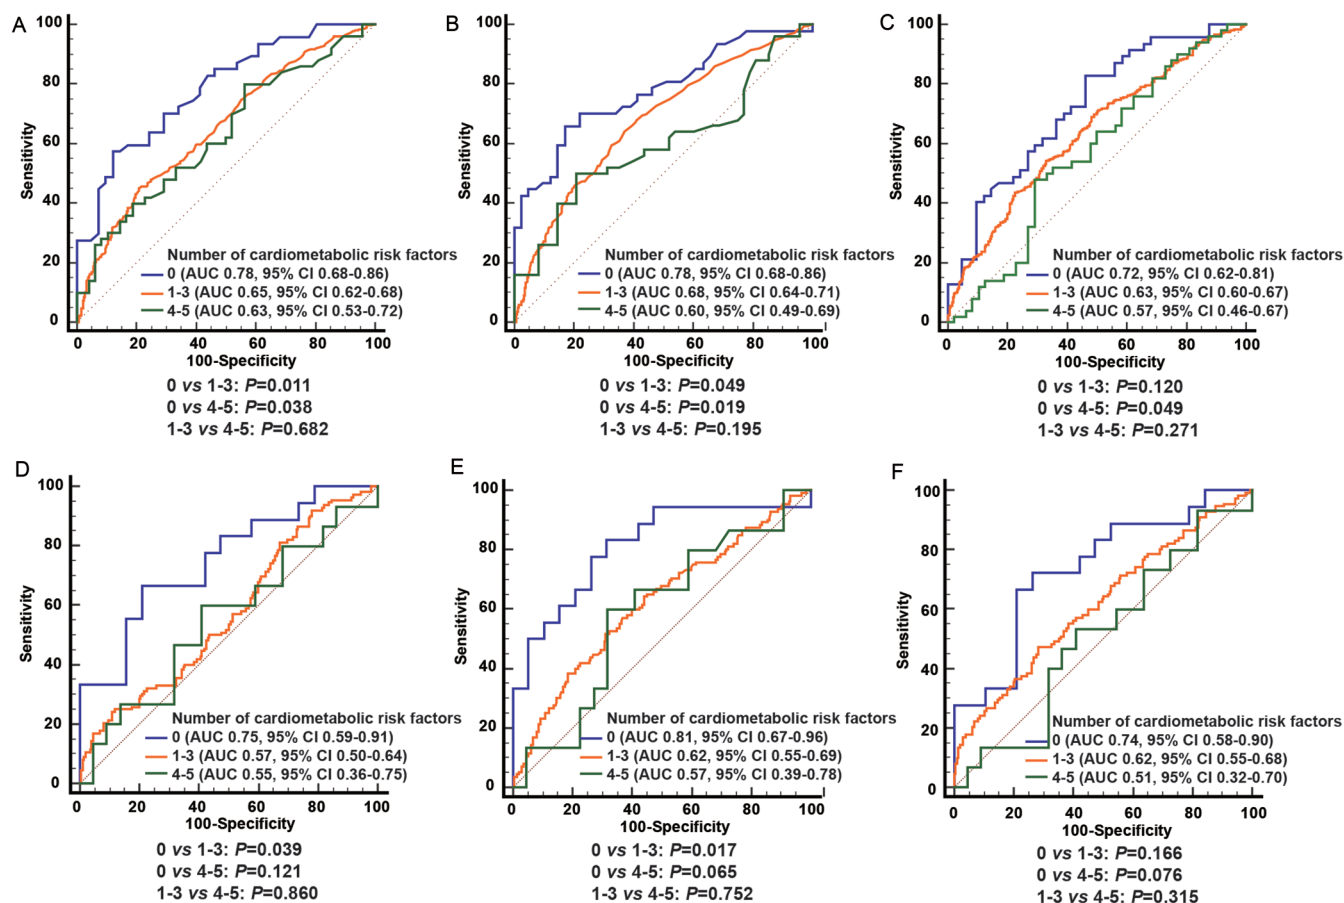 A
100
80
60
40
20
0
Sensitivity
Number of cardiometabolic risk factors
0 (AUC 0.78, 95% CI 0.68-0.86)
1-3 (AUC 0.65, 95% CI 0.62-0.68)
4-5 (AUC 0.63, 95% CI 0.53-0.72)
0 20 40 60 80 100
100-Specificity
0 vs 1-3: P=0.011
0 vs 4-5: P=0.038
1-3 vs 4-5: P=0.682
B
100
80
60
40
20
0
Sensitivity
Number of cardiometabolic risk factors
0 (AUC 0.78, 95% CI 0.68-0.86)
1-3 (AUC 0.68, 95% CI 0.64-0.71)
4-5 (AUC 0.60, 95% CI 0.49-0.69)
0 20 40 60 80 100
100-Specificity
0 vs 1-3: P=0.049
0 vs 4-5: P=0.019
1-3 vs 4-5: P=0.195
C
100
80
60
40
20
0
Sensitivity
Number of cardiometabolic risk factors
0 (AUC 0.72, 95% CI 0.62-0.81)
1-3 (AUC 0.63, 95% CI 0.60-0.67)
4-5 (AUC 0.57, 95% CI 0.46-0.67)
0 20 40 60 80 100
100-Specificity
0 vs 1-3: P=0.120
0 vs 4-5: P=0.049
1-3 vs 4-5: P=0.271
D
100
80
60
40
20
0
Sensitivity
Number of cardiometabolic risk factors
0 (AUC 0.75, 95% CI 0.59-0.91)
1-3 (AUC 0.57, 95% CI 0.50-0.64)
4-5 (AUC 0.55, 95% CI 0.36-0.75)
0 20 40 60 80 100
100-Specificity
0 vs 1-3: P=0.039
0 vs 4-5: P=0.121
1-3 vs 4-5: P=0.860
E
100
80
60
40
20
0
Sensitivity
Number of cardiometabolic risk factors
0 (AUC 0.81, 95% CI 0.67-0.96)
1-3 (AUC 0.62, 95% CI 0.55-0.69)
4-5 (AUC 0.57, 95% CI 0.39-0.78)
0 20 40 60 80 100
100-Specificity
0 vs 1-3: P=0.017
0 vs 4-5: P=0.065
1-3 vs 4-5: P=0.752
F
100
80
60
40
20
0
Sensitivity
Number of cardiometabolic risk factors
0 (AUC 0.74, 95% CI 0.58-0.90)
1-3 (AUC 0.62, 95% CI 0.55-0.68)
4-5 (AUC 0.51, 95% CI 0.32-0.70)
0 20 40 60 80 100
100-Specificity
0 vs 1-3: P=0.166
0 vs 4-5: P=0.076
1-3 vs 4-5: P=0.315